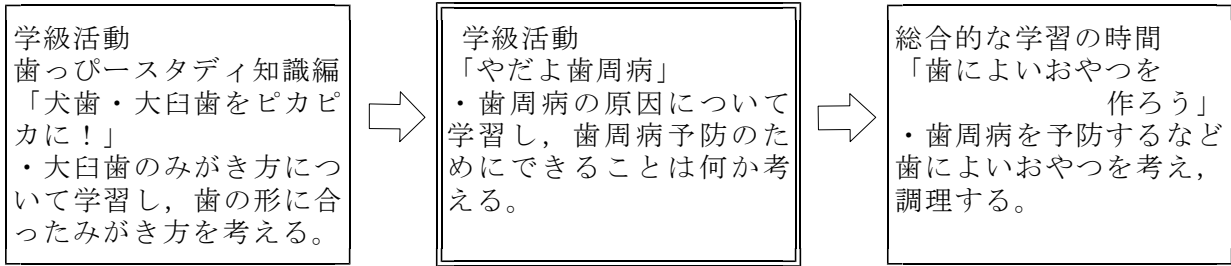 学級活動
歯っぴースタディ知識編
「犬歯・大臼歯をピカピ
カに！」
・大臼歯のみがき方につ
いて学習し，歯の形に合
ったみがき方を考える。
学級活動
「やだよ歯周病」
・歯周病の原因について
学習し，歯周病予防のた
めにできることは何か考
える。
総合的な学習の時間
「歯によいおやつを
作ろう」
・歯周病を予防するなど
歯によいおやつを考え，
調理する。